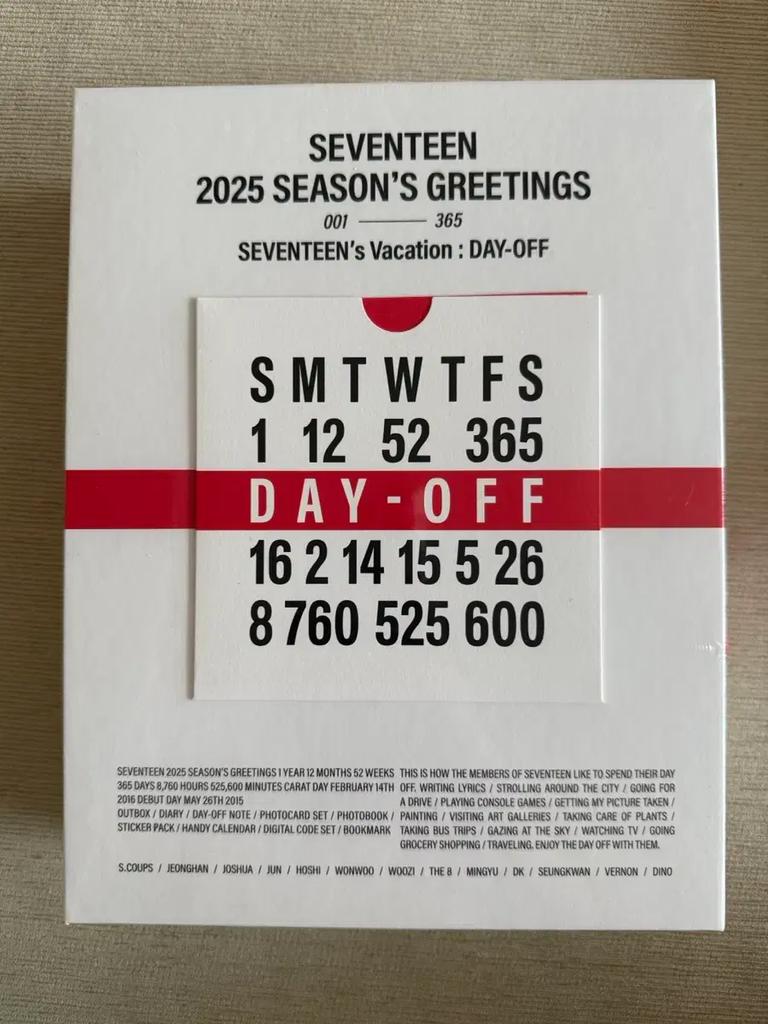 SEVENTEEN
2025 SEASON'S GREETINGS
001 ——— 365
SEVENTEEN's Vacation : DAY-OFF
S M T W T F S
1 12 52 365
DAY-OFF
16 2 14 15 5 26
8 760 525 600
SEVENTEEN 2025 SEASON'S GREETINGS 1 YEAR 12 MONTHS 52 WEEKS
365 DAYS 8,760 HOURS 525,600 MINUTES CARAT DAY FEBRUARY 14TH
2016 DEBUT DAY MAY 26TH 2015
OUTBOX / DIARY / DAY-OFF NOTE / PHOTOCARD SET / PHOTOBOOK /
STICKER PACK / HANDY CALENDAR / DIGITAL CODE SET / BOOKMARK
THIS IS HOW THE MEMBERS OF SEVENTEEN LIKE TO SPEND THEIR DAY
OFF. WRITING LYRICS / STROLLING AROUND THE CITY / GOING FOR
A DRIVE / PLAYING CONSOLE GAMES / GETTING MY PICTURE TAKEN /
PAINTING / VISITING ART GALLERIES / TAKING CARE OF PLANTS /
TAKING BUS TRIPS / GAZING AT THE SKY / WATCHING TV / GOING
GROCERY SHOPPING / TRAVELING. ENJOY THE DAY OFF WITH THEM.
S.COUPS / JEONGHAN / JOSHUA / JUN / HOSHI / WONWOO / WOOZI / THE 8 / MINGYU / DK / SEUNGKWAN / VERNON / DINO